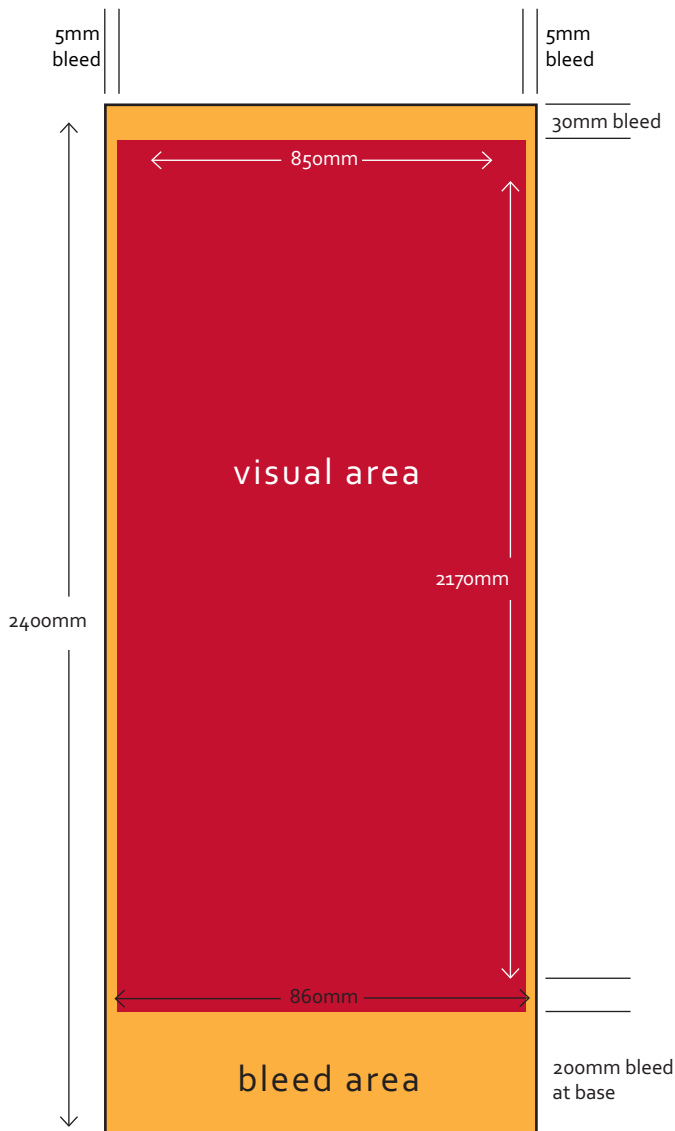 5mm
bleed
5mm
bleed
30mm bleed
850mm
visual area
2170mm
2400mm
860mm
200mm bleed
at base
bleed area